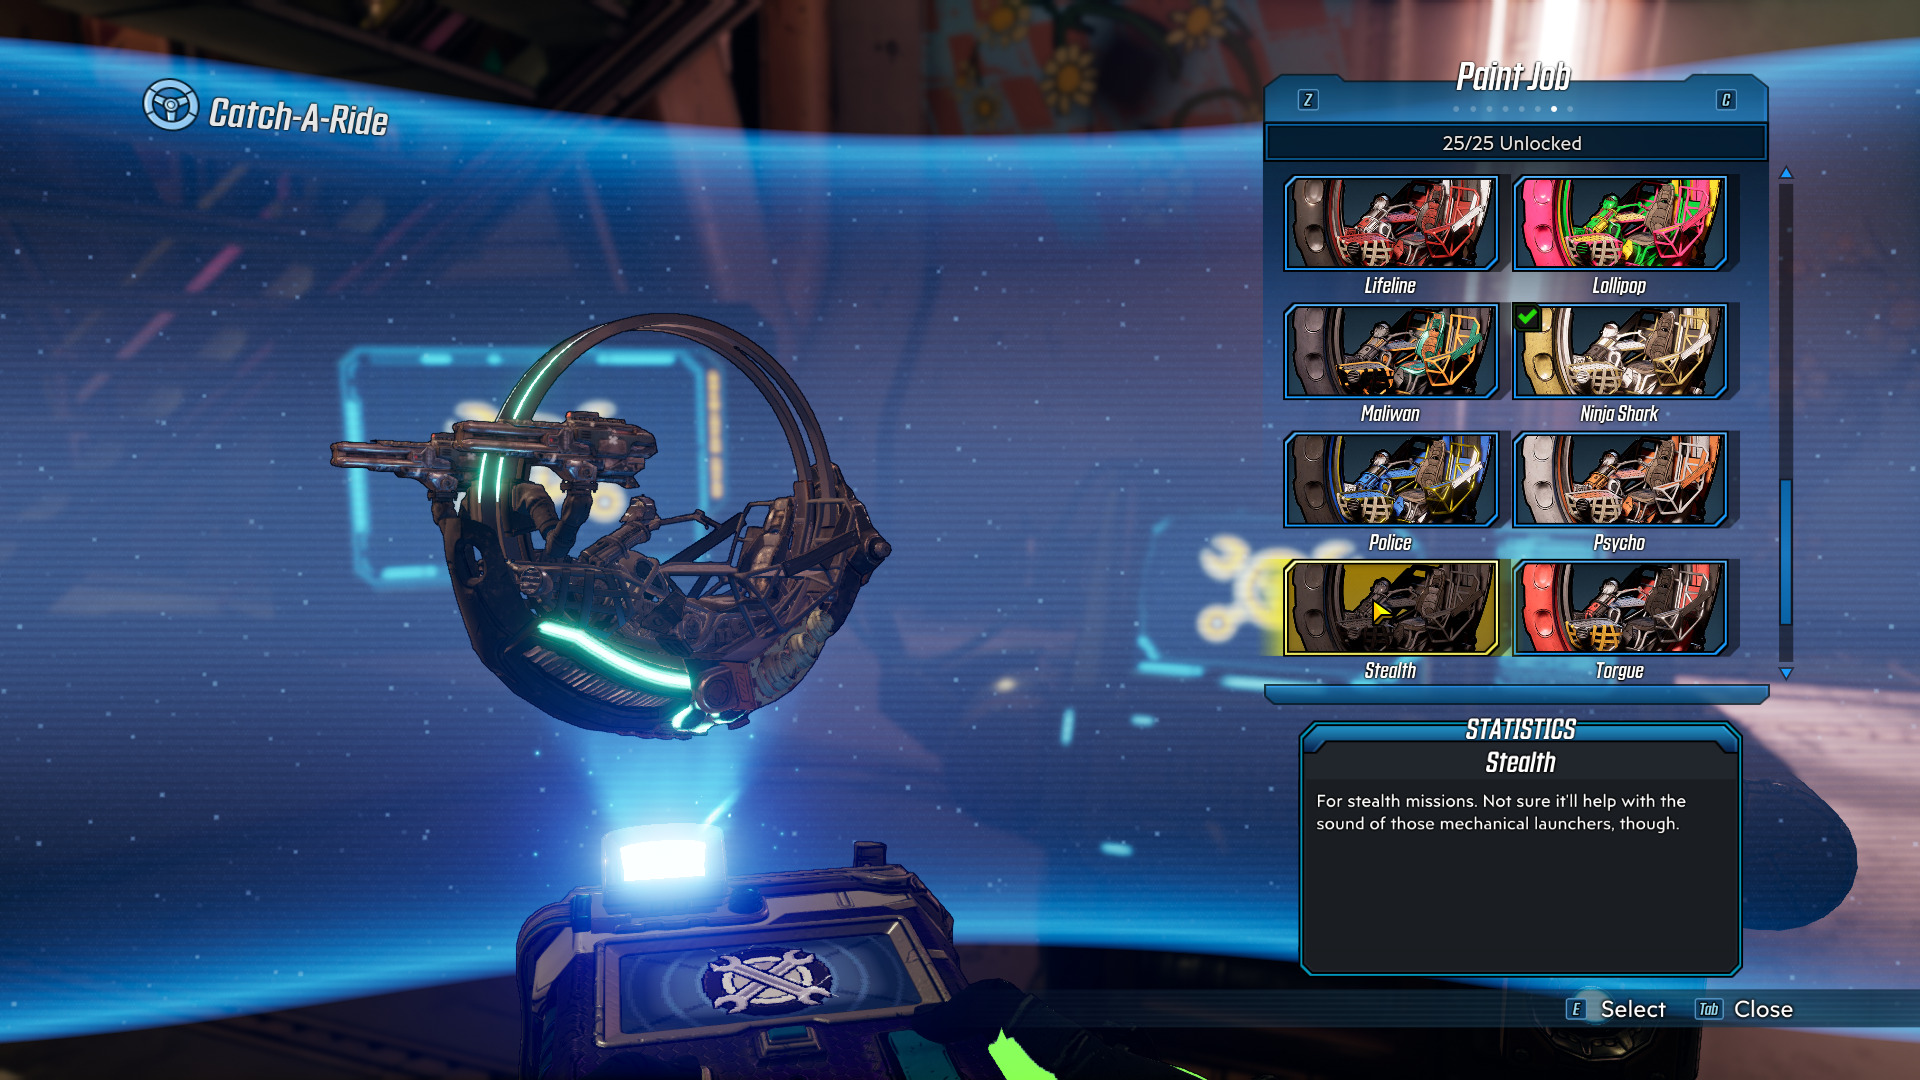 Catch-A-Ride
Paint Job
Z
C
25/25 Unlocked
Lifeline
Lollipop
Maliwan
Ninja Shark
Police
Psycho
Stealth
Torgue
STATISTICS
Stealth
For stealth missions. Not sure it'll help with the
sound of those mechanical launchers, though.
E Select
Tab Close